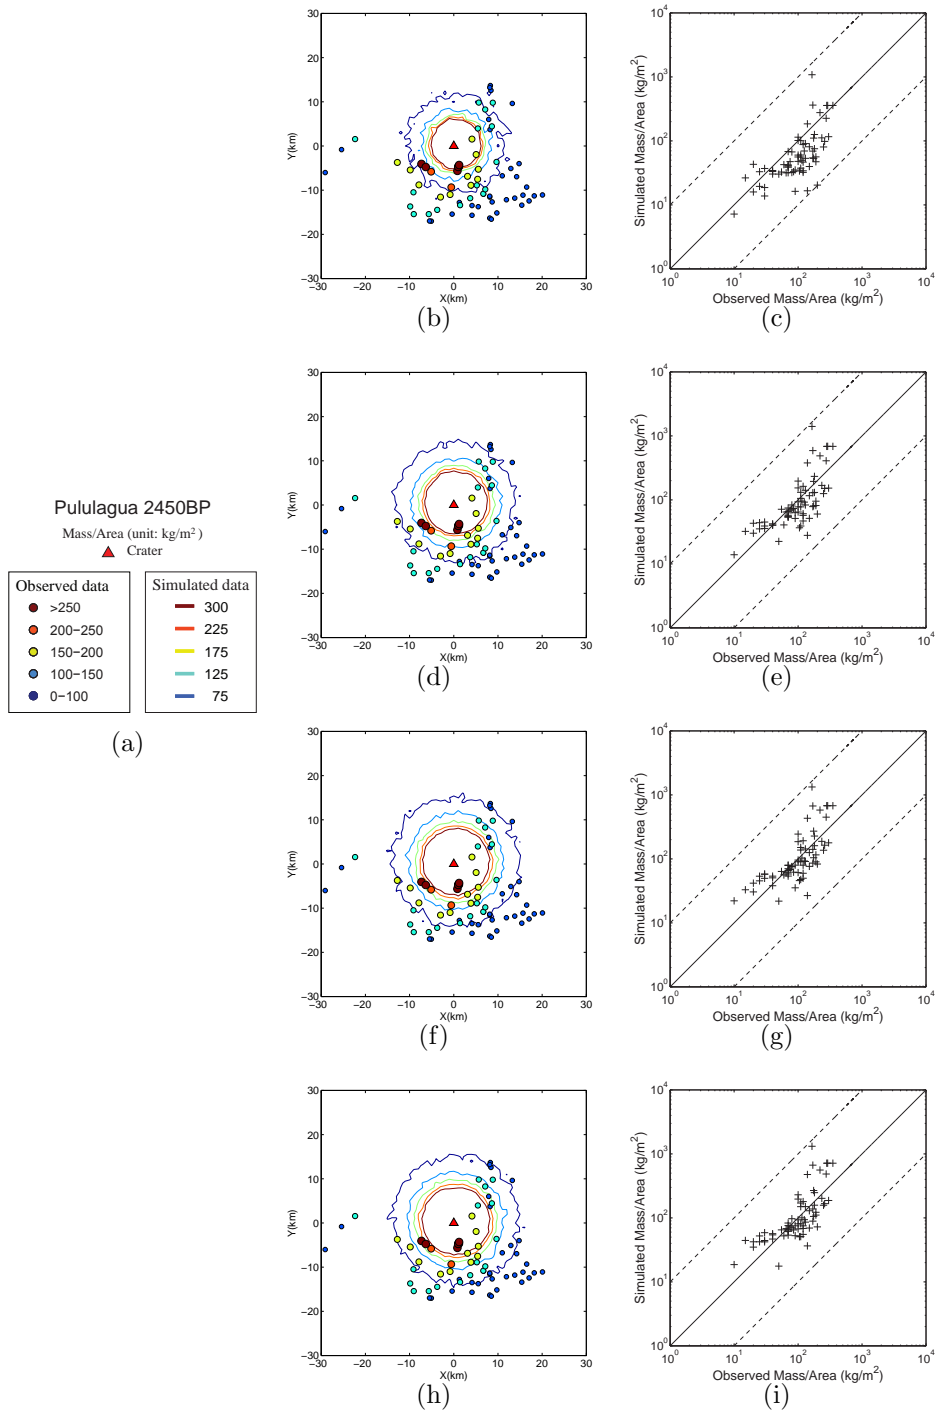 Pululagua 2450BP
Mass/Area (unit: kg/m²)
Crater
Observed data
>250
200−250
150−200
100−150
0−100
Simulated data
300
225
175
125
75
(a)
30
20
10
0
−10
−20
−30
Y(km)
−30 −20 −10 0 10 20 30
X(km)
(b)
10⁴
10³
10²
10¹
10⁰
Simulated Mass/Area (kg/m²)
10⁰ 10¹ 10² 10³ 10⁴
Observed Mass/Area (kg/m²)
(c)
30
20
10
0
−10
−20
−30
Y(km)
−30 −20 −10 0 10 20 30
X(km)
(d)
10⁴
10³
10²
10¹
10⁰
Simulated Mass/Area (kg/m²)
10⁰ 10¹ 10² 10³ 10⁴
Observed Mass/Area (kg/m²)
(e)
30
20
10
0
−10
−20
−30
Y(km)
−30 −20 −10 0 10 20 30
X(km)
(f)
10⁴
10³
10²
10¹
10⁰
Simulated Mass/Area (kg/m²)
10⁰ 10¹ 10² 10³ 10⁴
Observed Mass/Area (kg/m²)
(g)
30
20
10
0
−10
−20
−30
Y(km)
−30 −20 −10 0 10 20 30
X(km)
(h)
10⁴
10³
10²
10¹
10⁰
Simulated Mass/Area (kg/m²)
10⁰ 10¹ 10² 10³ 10⁴
Observed Mass/Area (kg/m²)
(i)